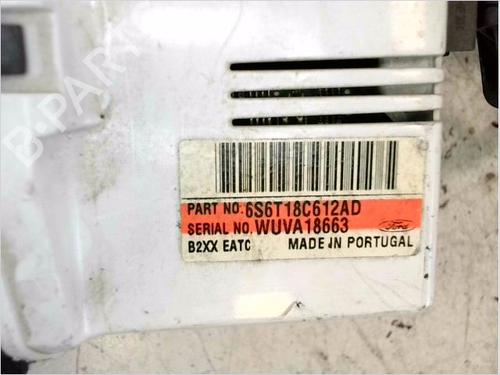 B-PARTS
PART NO. 6S6T18C612AD
SERIAL NO. WUVA18663
Ford
B2XX EATC MADE IN PORTUGAL